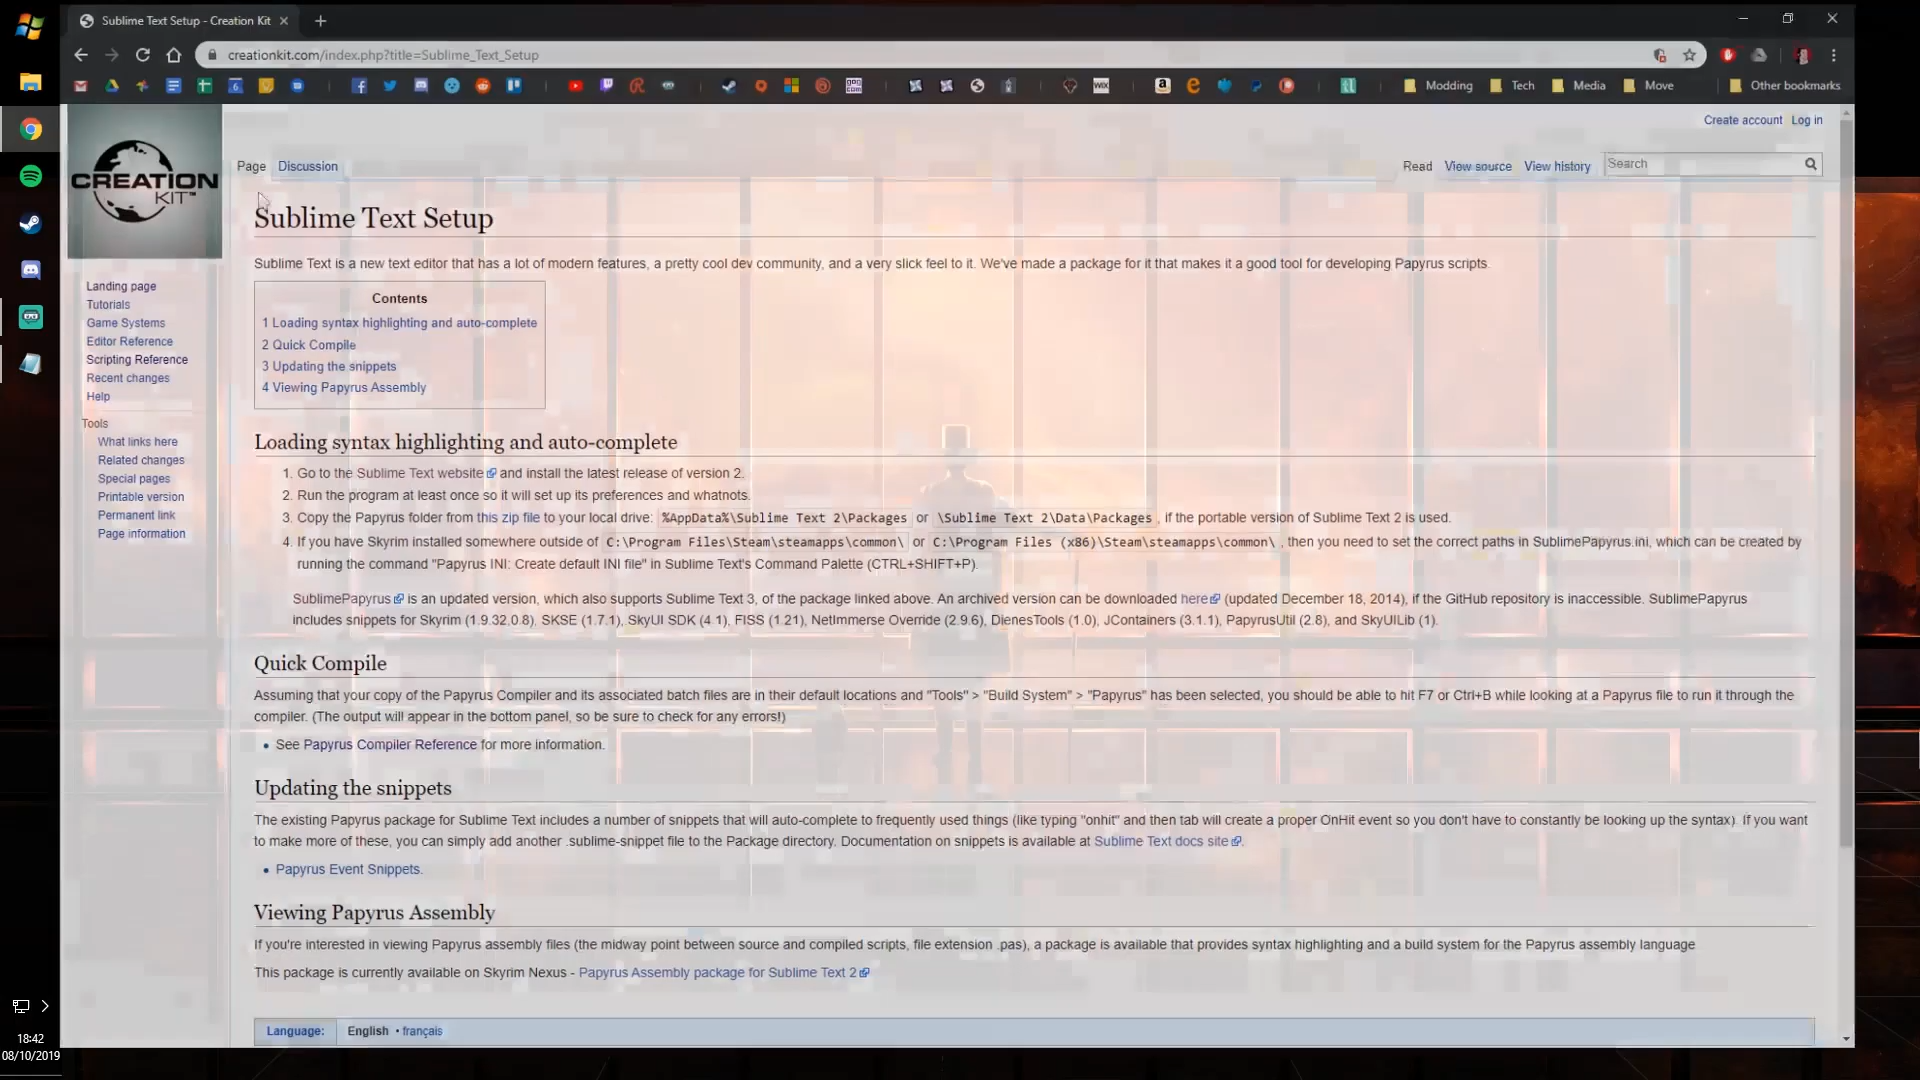 Sublime Text Setup - Creation Kit
creationkit.com/index.php?title=Sublime_Text_Setup
Modding
Tech
Media
Move
Other bookmarks
Create account
Log in
CREATION
KIT™
Page
Discussion
Read
View source
View history
Search
Sublime Text Setup
Sublime Text is a new text editor that has a lot of modern features, a pretty cool dev community, and a very slick feel to it. We've made a package for it that makes it a good tool for developing Papyrus scripts.
Landing page
Tutorials
Game Systems
Editor Reference
Scripting Reference
Recent changes
Help
Tools
What links here
Related changes
Special pages
Printable version
Permanent link
Page information
Contents
1 Loading syntax highlighting and auto-complete
2 Quick Compile
3 Updating the snippets
4 Viewing Papyrus Assembly
Loading syntax highlighting and auto-complete
1. Go to the Sublime Text website and install the latest release of version 2.
2. Run the program at least once so it will set up its preferences and whatnots.
3. Copy the Papyrus folder from this zip file to your local drive: %AppData%\Sublime Text 2\Packages or \Sublime Text 2\Data\Packages , if the portable version of Sublime Text 2 is used.
4. If you have Skyrim installed somewhere outside of C:\Program Files\Steam\steamapps\common\ or C:\Program Files (x86)\Steam\steamapps\common\ , then you need to set the correct paths in SublimePapyrus.ini, which can be created by
running the command "Papyrus INI: Create default INI file" in Sublime Text's Command Palette (CTRL+SHIFT+P).
SublimePapyrus is an updated version, which also supports Sublime Text 3, of the package linked above. An archived version can be downloaded here (updated December 18, 2014), if the GitHub repository is inaccessible. SublimePapyrus
includes snippets for Skyrim (1.9.32.0.8), SKSE (1.7.1), SkyUI SDK (4.1), FISS (1.21), NetImmerse Override (2.9.6), DienesTools (1.0), JContainers (3.1.1), PapyrusUtil (2.8), and SkyUILib (1).
Quick Compile
Assuming that your copy of the Papyrus Compiler and its associated batch files are in their default locations and "Tools" > "Build System" > "Papyrus" has been selected, you should be able to hit F7 or Ctrl+B while looking at a Papyrus file to run it through the
compiler. (The output will appear in the bottom panel, so be sure to check for any errors!)
• See Papyrus Compiler Reference for more information.
Updating the snippets
The existing Papyrus package for Sublime Text includes a number of snippets that will auto-complete to frequently used things (like typing "onhit" and then tab will create a proper OnHit event so you don't have to constantly be looking up the syntax). If you want
to make more of these, you can simply add another .sublime-snippet file to the Package directory. Documentation on snippets is available at Sublime Text docs site.
• Papyrus Event Snippets.
Viewing Papyrus Assembly
If you're interested in viewing Papyrus assembly files (the midway point between source and compiled scripts, file extension .pas), a package is available that provides syntax highlighting and a build system for the Papyrus assembly language
This package is currently available on Skyrim Nexus - Papyrus Assembly package for Sublime Text 2
Language: English • français
18:42
08/10/2019